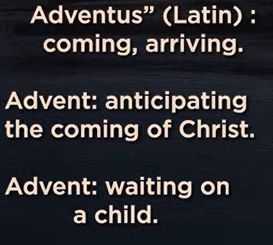 Adventus” (Latin) :
coming, arriving.
Advent: anticipating
the coming of Christ.
Advent: waiting on
a child.